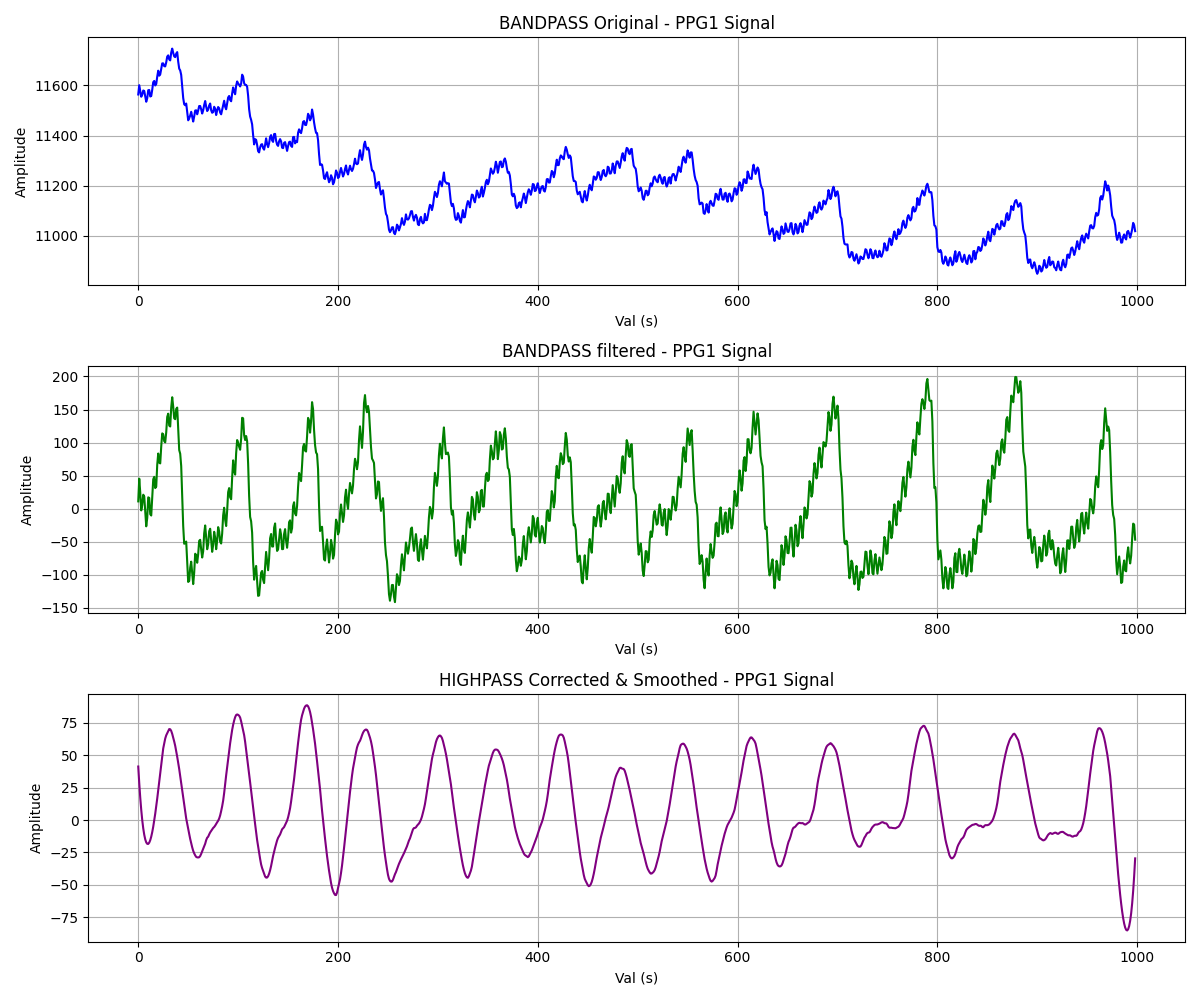 BANDPASS Original - PPG1 Signal
11600
11400
11200
11000
Amplitude
0 200 400 600 800 1000
Val (s)
BANDPASS filtered - PPG1 Signal
200
150
100
50
0
−50
−100
−150
Amplitude
0 200 400 600 800 1000
Val (s)
HIGHPASS Corrected & Smoothed - PPG1 Signal
75
50
25
0
−25
−50
−75
Amplitude
0 200 400 600 800 1000
Val (s)